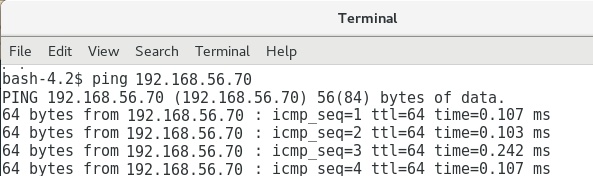 Terminal
File Edit View Search Terminal Help
bash-4.2$ ping 192.168.56.70
PING 192.168.56.70 (192.168.56.70) 56(84) bytes of data.
64 bytes from 192.168.56.70 : icmp_seq=1 ttl=64 time=0.107 ms
64 bytes from 192.168.56.70 : icmp_seq=2 ttl=64 time=0.103 ms
64 bytes from 192.168.56.70 : icmp_seq=3 ttl=64 time=0.242 ms
64 bytes from 192.168.56.70 : icmp_seq=4 ttl=64 time=0.107 ms